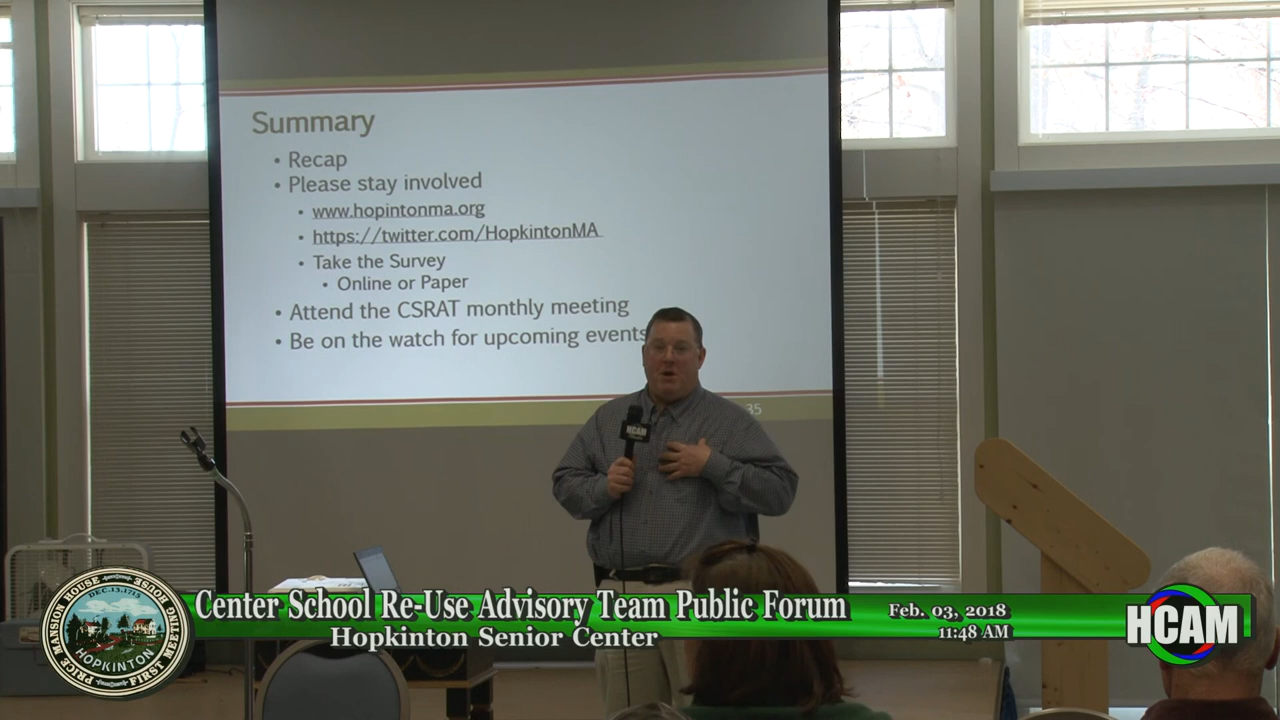 Summary
• Recap
• Please stay involved
• www.hopintonma.org
• https://twitter.com/HopkintonMA
• Take the Survey
• Online or Paper
• Attend the CSRAT monthly meeting
• Be on the watch for upcoming events
35
HCAM
PRICE MANSION HOUSE FIRST MEETING HOUSE
DEC.13.1715
HOPKINTON
Center School Re-Use Advisory Team Public Forum
Hopkinton Senior Center
Feb. 03, 2018
11:48 AM
HCAM